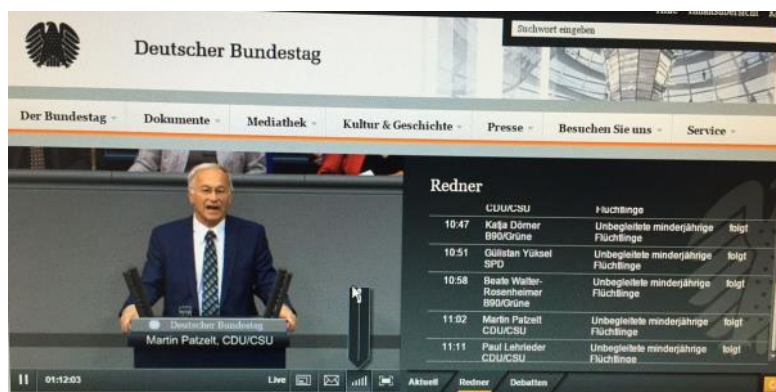 Suchwort eingeben
Deutscher Bundestag
Der Bundestag
Dokumente
Mediathek
Kultur & Geschichte
Presse
Besuchen Sie uns
Service
Redner
CDU/CSU Flüchtlinge
10:47 Katja Dörner Unbegleitete minderjährige folgt
B90/Grüne Flüchtlinge
10:51 Gülistan Yüksel Unbegleitete minderjährige folgt
SPD Flüchtlinge
10:58 Beate Walter- Unbegleitete minderjährige folgt
Rosenheimer Flüchtlinge
B90/Grüne
11:02 Martin Patzelt Unbegleitete minderjährige folgt
CDU/CSU Flüchtlinge
11:11 Paul Lehrieder Unbegleitete minderjährige folgt
CDU/CSU Flüchtlinge
Deutscher Bundestag
Martin Patzelt, CDU/CSU
01:12:03
Live
Aktuell
Redner
Debatten